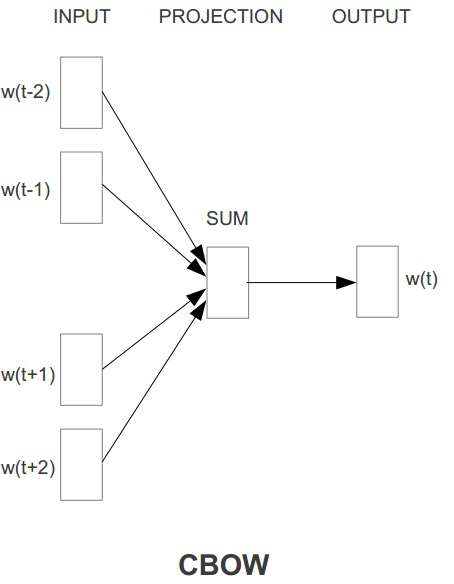 INPUT PROJECTION OUTPUT
w(t-2)
w(t-1)
SUM
w(t)
w(t+1)
w(t+2)
CBOW